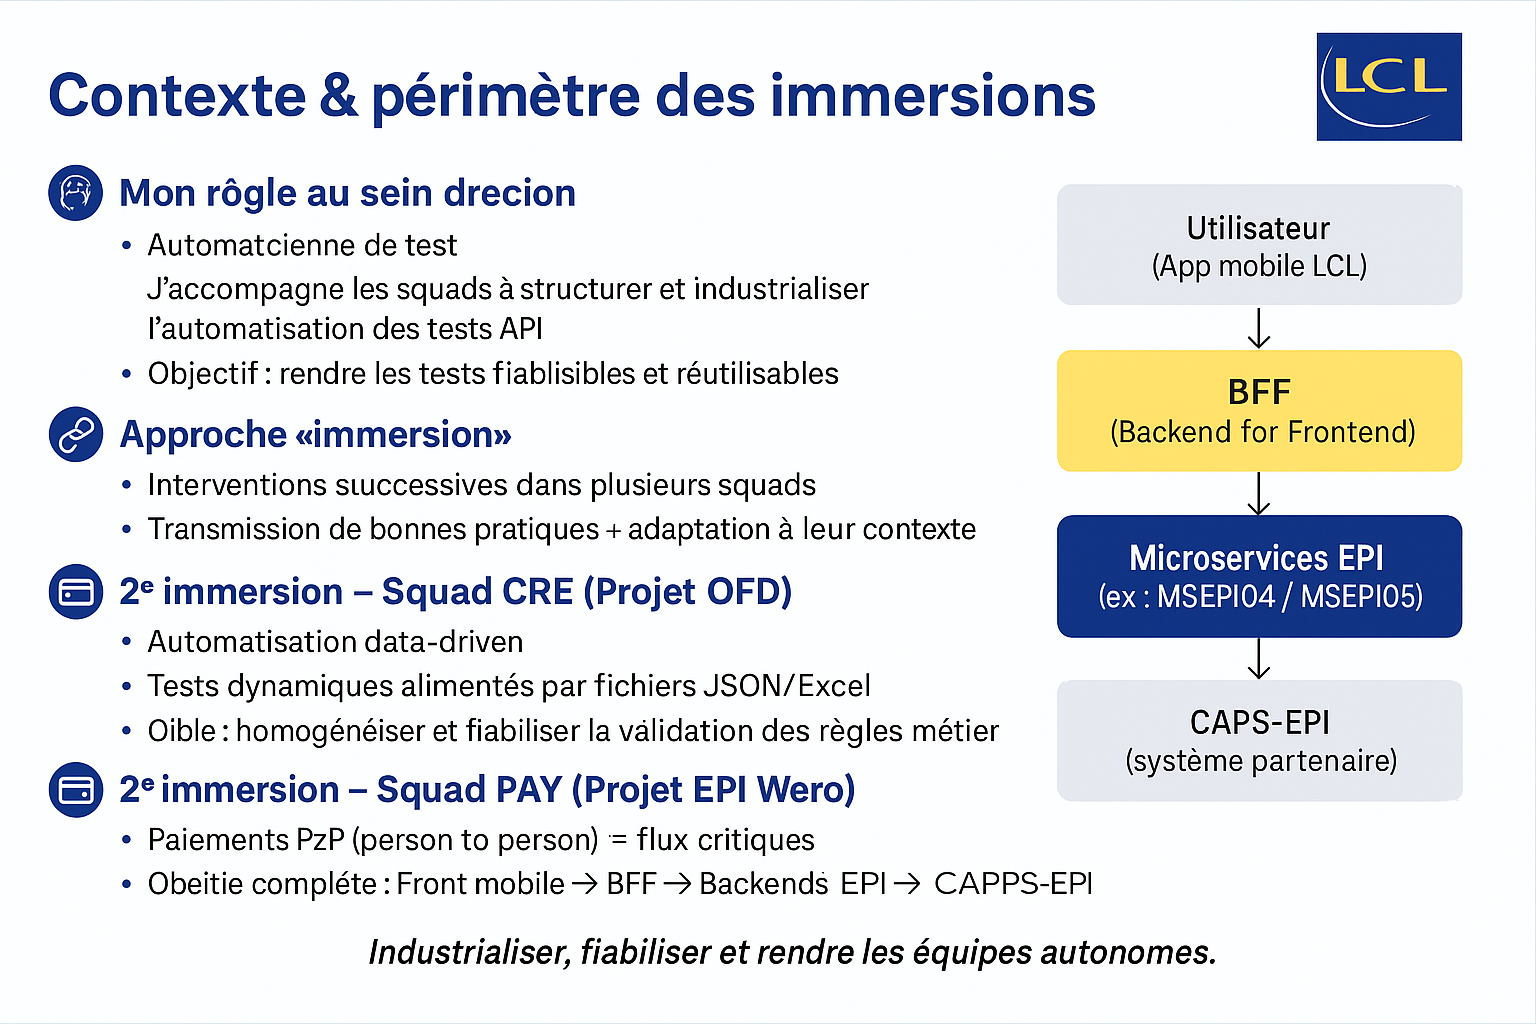 Contexte & périmètre des immersions
LCL
Mon rôgle au sein drecion
• Automatcienne de test
J’accompagne les squads à structurer et industrialiser
l’automatisation des tests API
• Objectif : rendre les tests fiablisibles et réutilisables
Approche «immersion»
• Interventions successives dans plusieurs squads
• Transmission de bonnes pratiques + adaptation à leur contexte
2ᵉ immersion – Squad CRE (Projet OFD)
• Automatisation data-driven
• Tests dynamiques alimentés par fichiers JSON/Excel
• Oible : homogénéiser et fiabiliser la validation des règles métier
2ᵉ immersion – Squad PAY (Projet EPI Wero)
• Paiements PzP (person to person) = flux critiques
• Obeitie compléte : Front mobile → BFF → Backends EPI → CAPPS-EPI
Utilisateur
(App mobile LCL)
BFF
(Backend for Frontend)
Microservices EPI
(ex : MSEPI04 / MSEPI05)
CAPS-EPI
(système partenaire)
Industrialiser, fiabiliser et rendre les équipes autonomes.